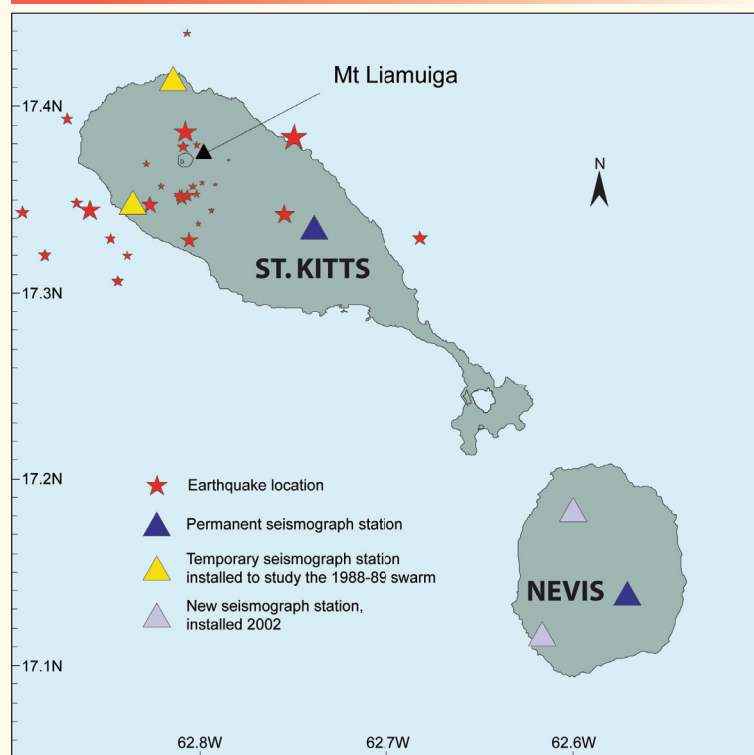 17.4N
Mt Liamuiga
N
ST. KITTS
17.3N
17.2N
Earthquake location
Permanent seismograph station
Temporary seismograph station
installed to study the 1988-89 swarm
New seismograph station,
installed 2002
NEVIS
17.1N
62.8W
62.7W
62.6W